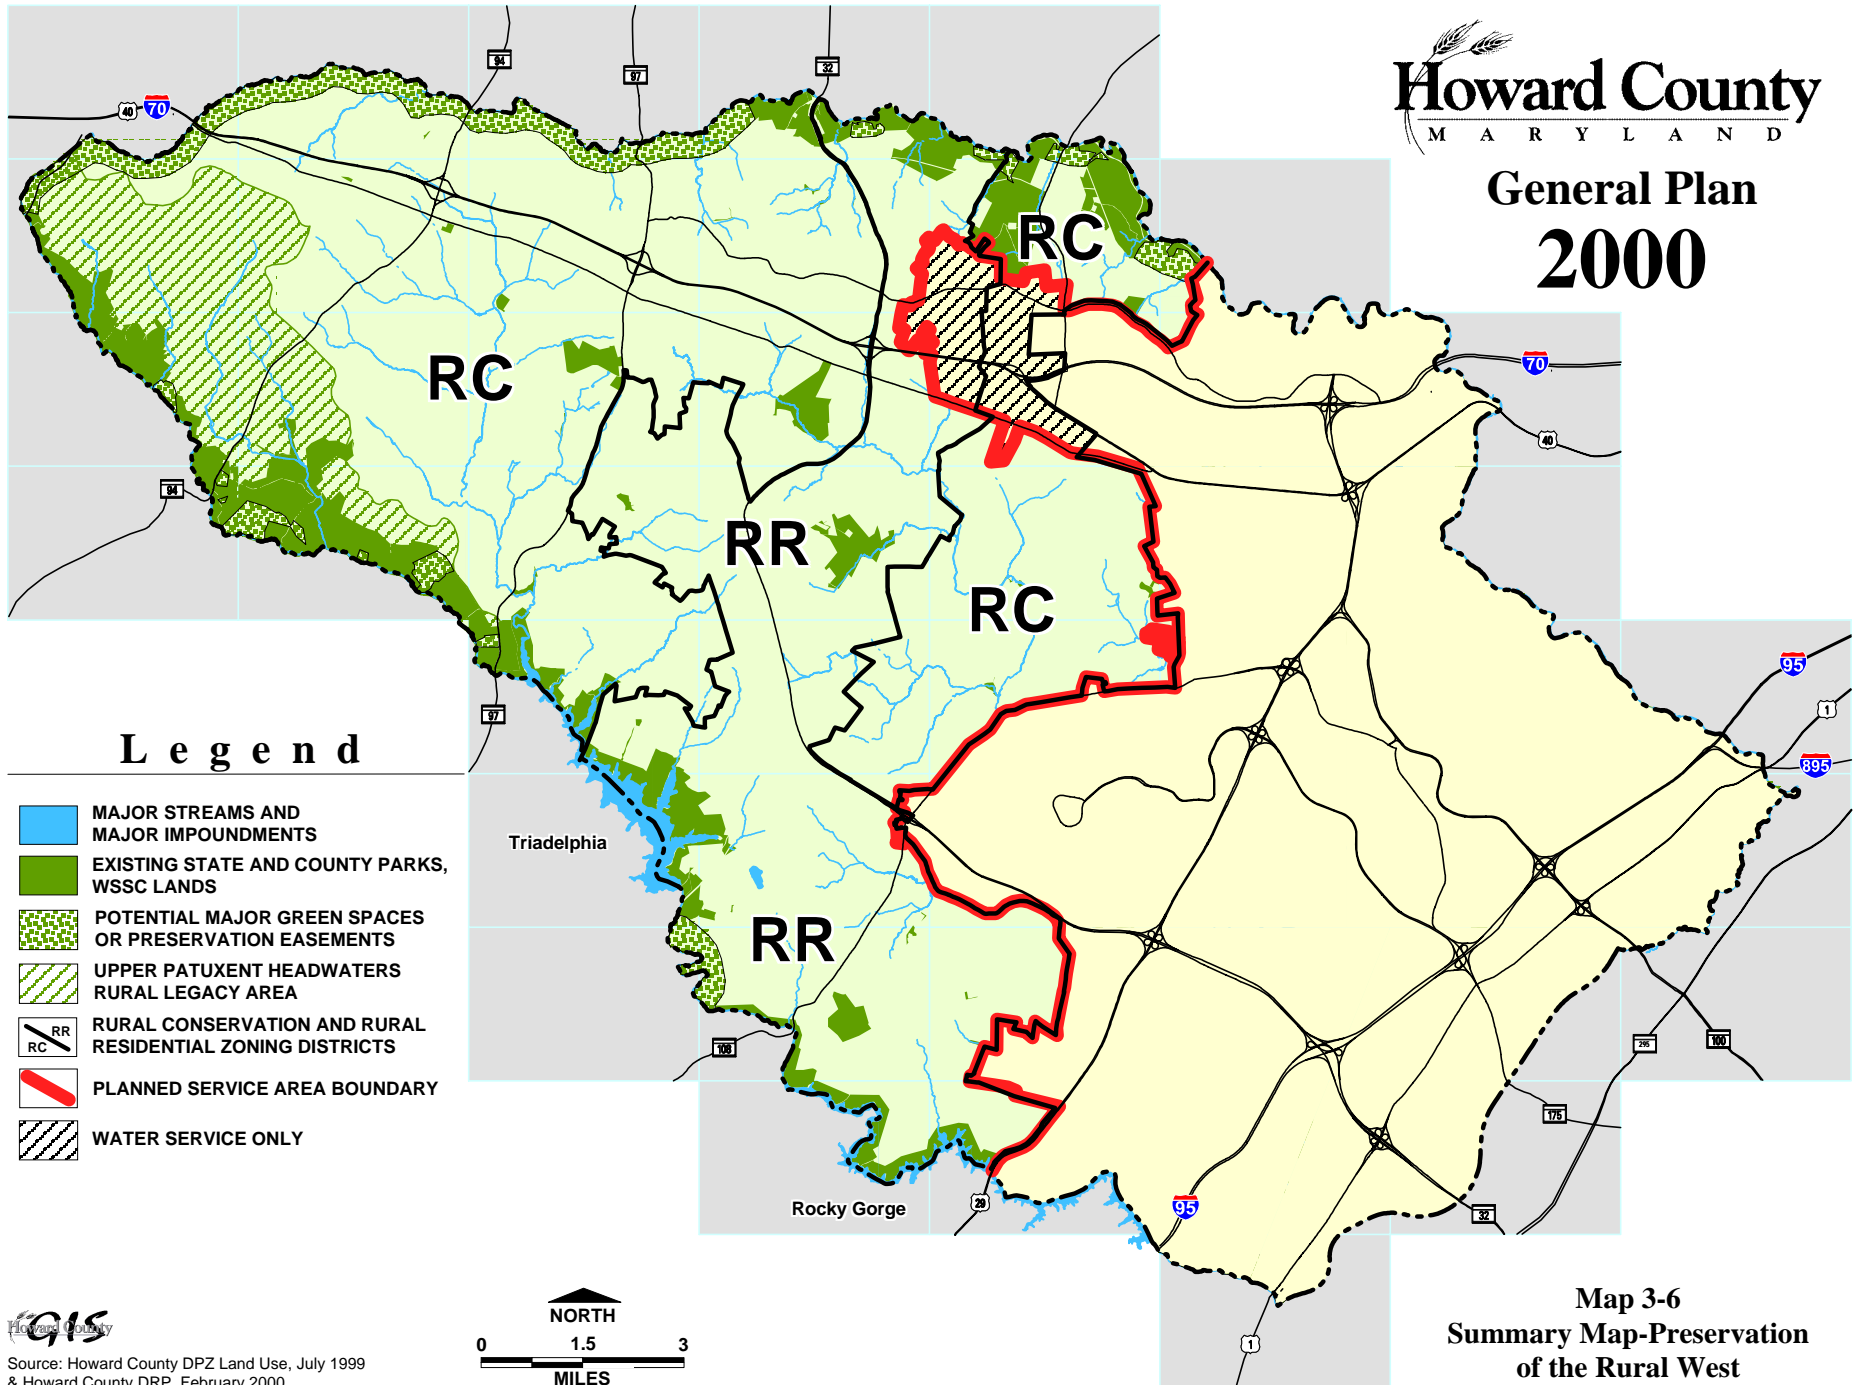 Howard County
MARYLAND
General Plan
2000
94
97
32
40
70
RC
70
40
RC
94
RR
RC
95
1
895
97
Legend
MAJOR STREAMS AND
MAJOR IMPOUNDMENTS
EXISTING STATE AND COUNTY PARKS,
WSSC LANDS
POTENTIAL MAJOR GREEN SPACES
OR PRESERVATION EASEMENTS
UPPER PATUXENT HEADWATERS
RURAL LEGACY AREA
RR
RC
RURAL CONSERVATION AND RURAL
RESIDENTIAL ZONING DISTRICTS
PLANNED SERVICE AREA BOUNDARY
WATER SERVICE ONLY
Triadelphia
RR
108
295
100
175
Rocky Gorge
29
95
32
1
GIS
Howard County
Source: Howard County DPZ Land Use, July 1999
& Howard County DRP, February 2000
NORTH
0 1.5 3
MILES
Map 3-6
Summary Map-Preservation
of the Rural West